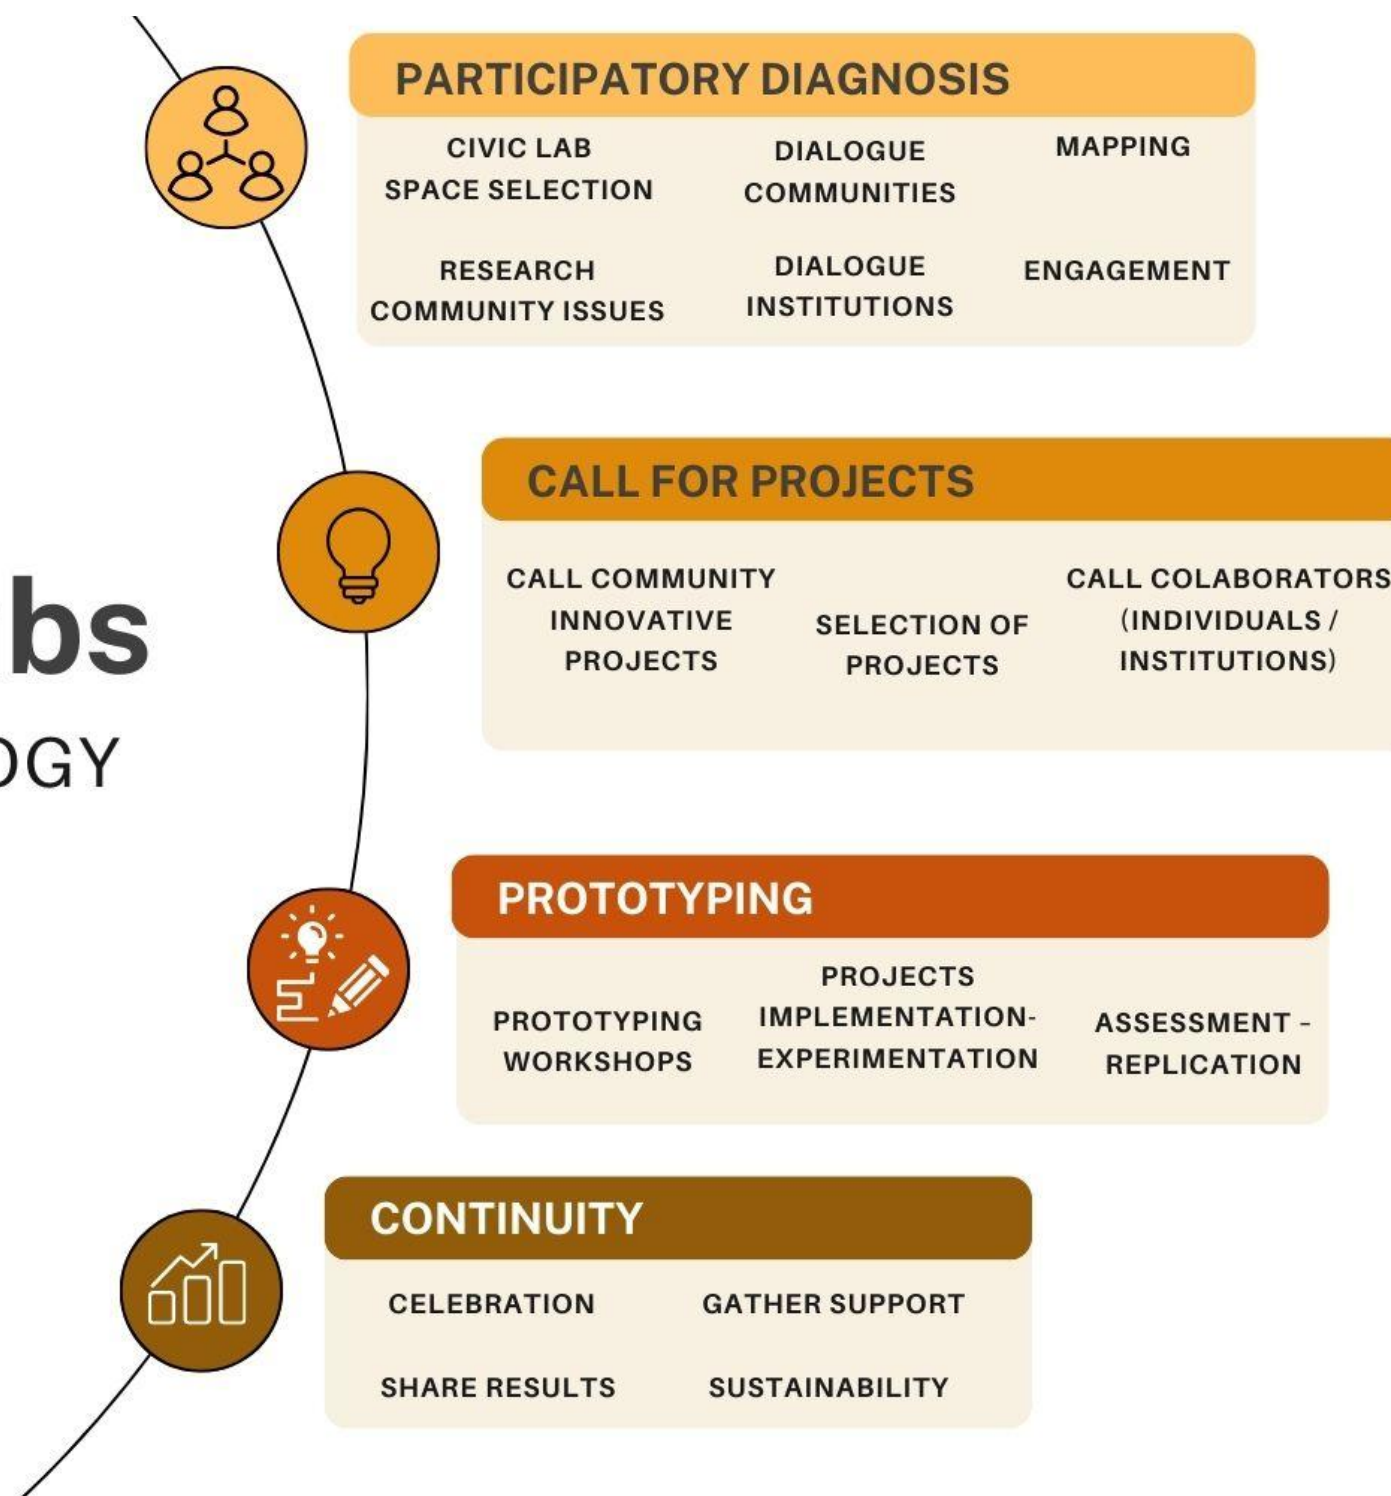 PARTICIPATORY DIAGNOSIS
CIVIC LAB
SPACE SELECTION
DIALOGUE
COMMUNITIES
MAPPING
RESEARCH
COMMUNITY ISSUES
DIALOGUE
INSTITUTIONS
ENGAGEMENT
CALL FOR PROJECTS
CALL COMMUNITY
INNOVATIVE
PROJECTS
SELECTION OF
PROJECTS
CALL COLABORATORS
(INDIVIDUALS /
INSTITUTIONS)
bs
OGY
PROTOTYPING
PROTOTYPING
WORKSHOPS
PROJECTS
IMPLEMENTATION-
EXPERIMENTATION
ASSESSMENT –
REPLICATION
CONTINUITY
CELEBRATION
GATHER SUPPORT
SHARE RESULTS
SUSTAINABILITY